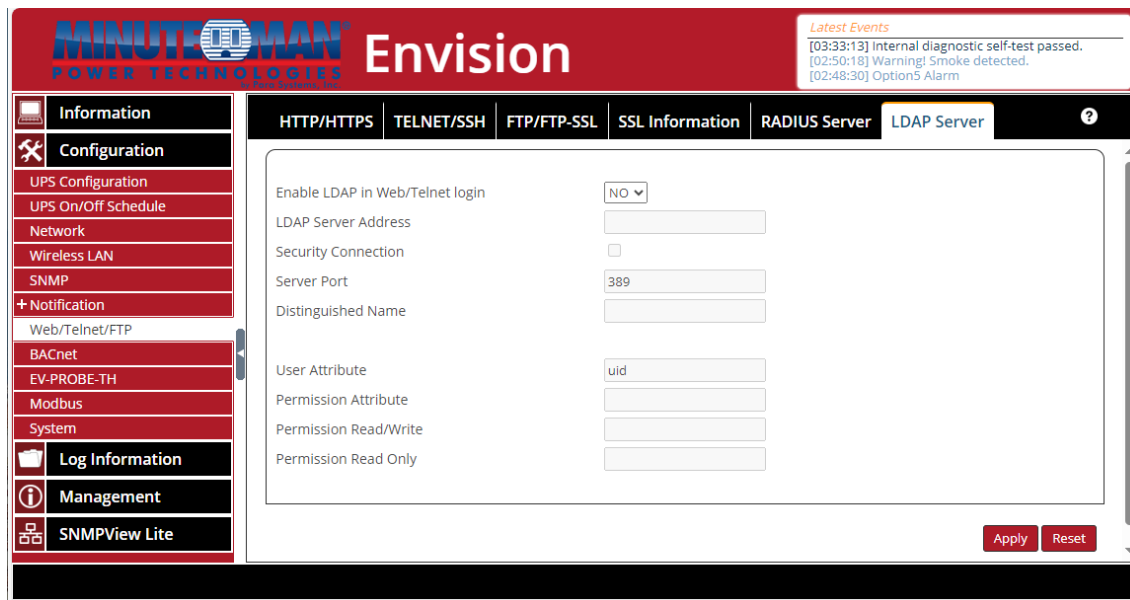 MINUTEMAN®
POWER TECHNOLOGIES
by Para Systems, Inc.
Envision
Latest Events
[03:33:13] Internal diagnostic self-test passed.
[02:50:18] Warning! Smoke detected.
[02:48:30] Option5 Alarm
Information
Configuration
UPS Configuration
UPS On/Off Schedule
Network
Wireless LAN
SNMP
+ Notification
Web/Telnet/FTP
BACnet
EV-PROBE-TH
Modbus
System
Log Information
Management
SNMPView Lite
HTTP/HTTPS TELNET/SSH FTP/FTP-SSL SSL Information RADIUS Server LDAP Server ?
Enable LDAP in Web/Telnet login NO
LDAP Server Address
Security Connection
Server Port 389
Distinguished Name
User Attribute uid
Permission Attribute
Permission Read/Write
Permission Read Only
Apply Reset